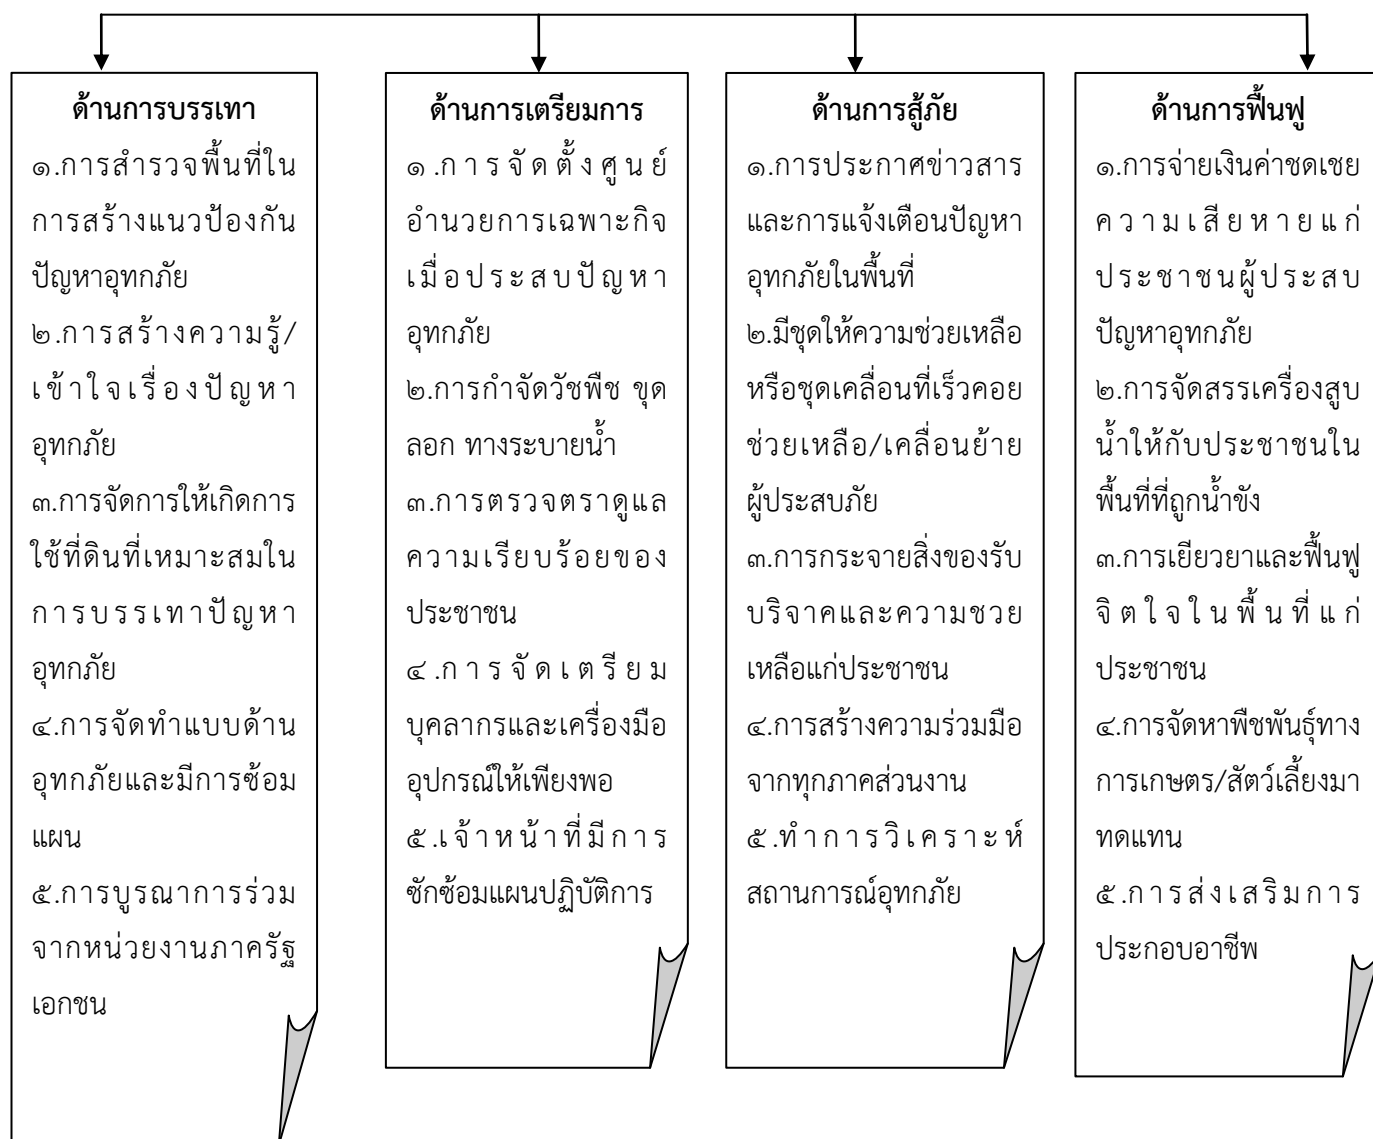 ด้านการบรรเทา
๑.การสำรวจพื้นที่ใน
การสร้างแนวป้องกัน
ปัญหาอุทกภัย
๒.การสร้างความรู้/
เข้าใจเรื่องปัญหา
อุทกภัย
๓.การจัดการให้เกิดการ
ใช้ที่ดินที่เหมาะสมใน
การบรรเทาปัญหา
อุทกภัย
๔.การจัดทำแบบด้าน
อุทกภัยและมีการซ้อม
แผน
๕.การบูรณาการร่วม
จากหน่วยงานภาครัฐ
เอกชน
ด้านการเตรียมการ
๑.การจัดตั้งศูนย์
อำนวยการเฉพาะกิจ
เมื่อประสบปัญหา
อุทกภัย
๒.การกำจัดวัชพืช ขุด
ลอก ทางระบายน้ำ
๓.การตรวจตราดูแล
ความเรียบร้อยของ
ประชาชน
๔.การจัดเตรียม
บุคลากรและเครื่องมือ
อุปกรณ์ให้เพียงพอ
๕.เจ้าหน้าที่มีการ
ซักซ้อมแผนปฏิบัติการ
ด้านการสู้ภัย
๑.การประกาศข่าวสาร
และการแจ้งเตือนปัญหา
อุทกภัยในพื้นที่
๒.มีชุดให้ความช่วยเหลือ
หรือชุดเคลื่อนที่เร็วคอย
ช่วยเหลือ/เคลื่อนย้าย
ผู้ประสบภัย
๓.การกระจายสิ่งของรับ
บริจาคและความชวย
เหลือแก่ประชาชน
๔.การสร้างความร่วมมือ
จากทุกภาคส่วนงาน
๕.ทำการวิเคราะห์
สถานการณ์อุทกภัย
ด้านการฟื้นฟู
๑.การจ่ายเงินค่าชดเชย
ความเสียหายแก่
ประชาชนผู้ประสบ
ปัญหาอุทกภัย
๒.การจัดสรรเครื่องสูบ
น้ำให้กับประชาชนใน
พื้นที่ที่ถูกน้ำขัง
๓.การเยียวยาและฟื้นฟู
จิตใจในพื้นที่แก่
ประชาชน
๔.การจัดหาพืชพันธุ์ทาง
การเกษตร/สัตว์เลี้ยงมา
ทดแทน
๕.การส่งเสริมการ
ประกอบอาชีพ